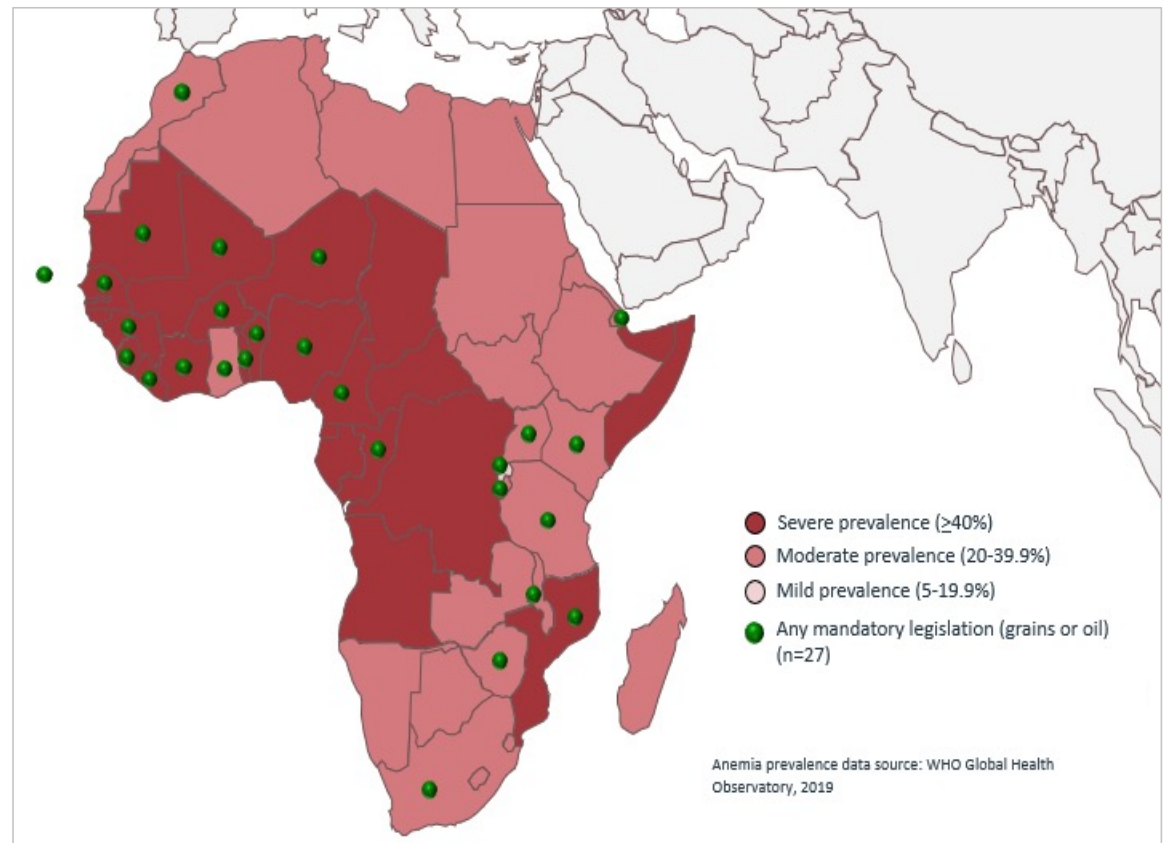 Severe prevalence (≥40%)
Moderate prevalence (20-39.9%)
Mild prevalence (5-19.9%)
Any mandatory legislation (grains or oil)
(n=27)
Anemia prevalence data source: WHO Global Health
Observatory, 2019